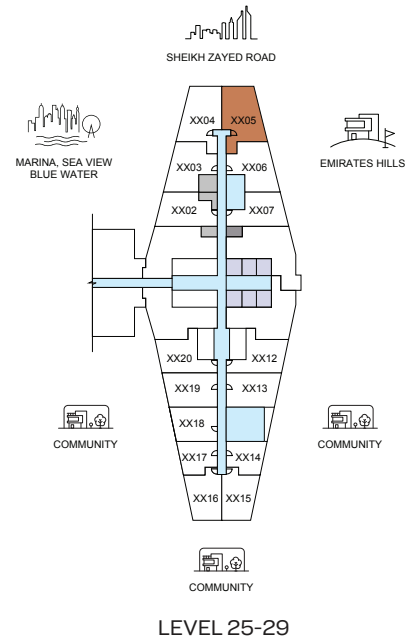 SHEIKH ZAYED ROAD
XX04 XX05
MARINA, SEA VIEW
BLUE WATER
EMIRATES HILLS
XX03 XX06
XX02 XX07
XX20 XX12
XX19 XX13
XX18
COMMUNITY
COMMUNITY
XX17 XX14
XX16 XX15
COMMUNITY
LEVEL 25-29